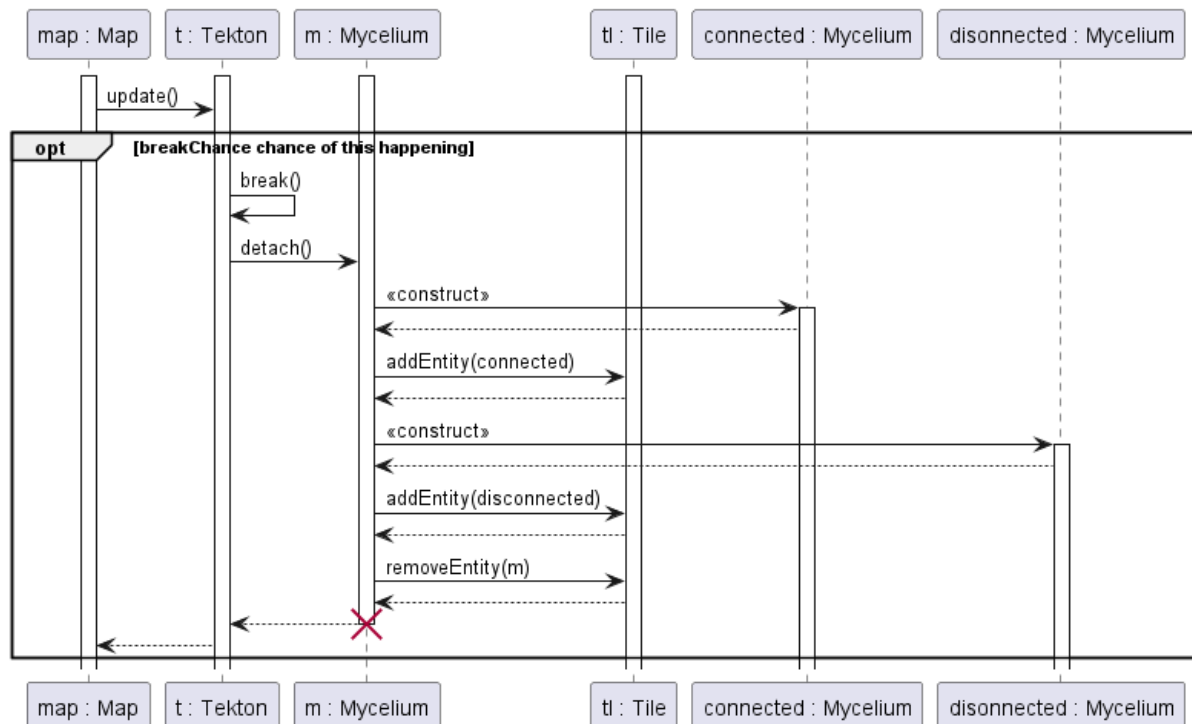 map : Map
t : Tekton
m : Mycelium
tl : Tile
connected : Mycelium
disonnected : Mycelium
update()
opt
[breakChance chance of this happening]
break()
detach()
«construct»
addEntity(connected)
«construct»
addEntity(disconnected)
removeEntity(m)
map : Map
t : Tekton
m : Mycelium
tl : Tile
connected : Mycelium
disonnected : Mycelium